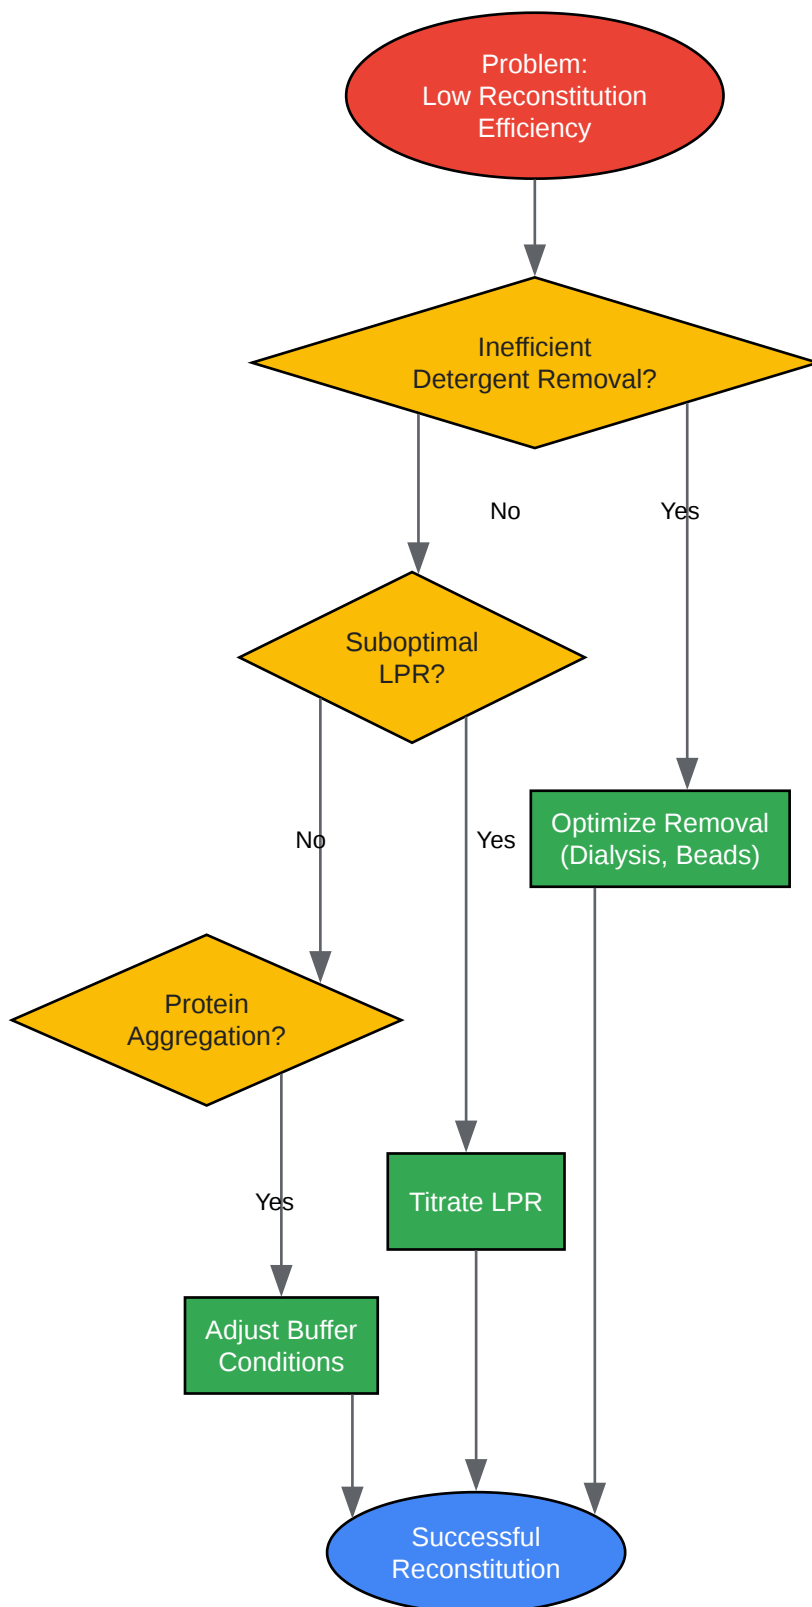 Problem:
Low Reconstitution
Efficiency
Inefficient
Detergent Removal?
No
Yes
Suboptimal
LPR?
Optimize Removal
(Dialysis, Beads)
No
Yes
Protein
Aggregation?
Yes
Titrate LPR
Adjust Buffer
Conditions
Successful
Reconstitution